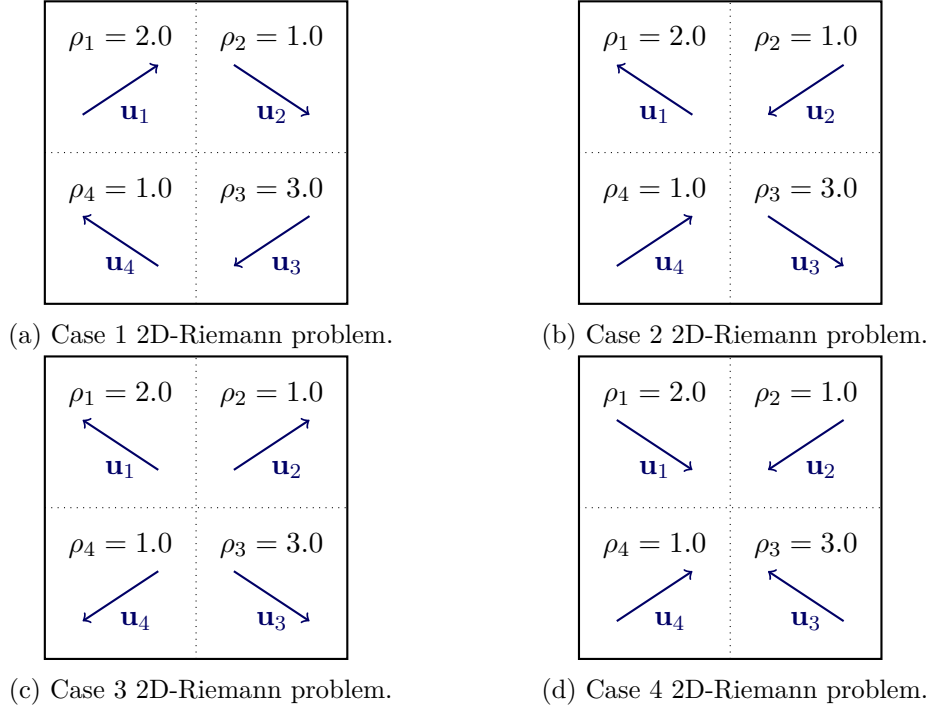 ρ₁ = 2.0 ρ₂ = 1.0 ρ₁ = 2.0 ρ₂ = 1.0
u₁ u₂ u₁ u₂
ρ₄ = 1.0 ρ₃ = 3.0 ρ₄ = 1.0 ρ₃ = 3.0
u₄ u₃ u₄ u₃
(a) Case 1 2D-Riemann problem. (b) Case 2 2D-Riemann problem.
ρ₁ = 2.0 ρ₂ = 1.0 ρ₁ = 2.0 ρ₂ = 1.0
u₁ u₂ u₁ u₂
ρ₄ = 1.0 ρ₃ = 3.0 ρ₄ = 1.0 ρ₃ = 3.0
u₄ u₃ u₄ u₃
(c) Case 3 2D-Riemann problem. (d) Case 4 2D-Riemann problem.